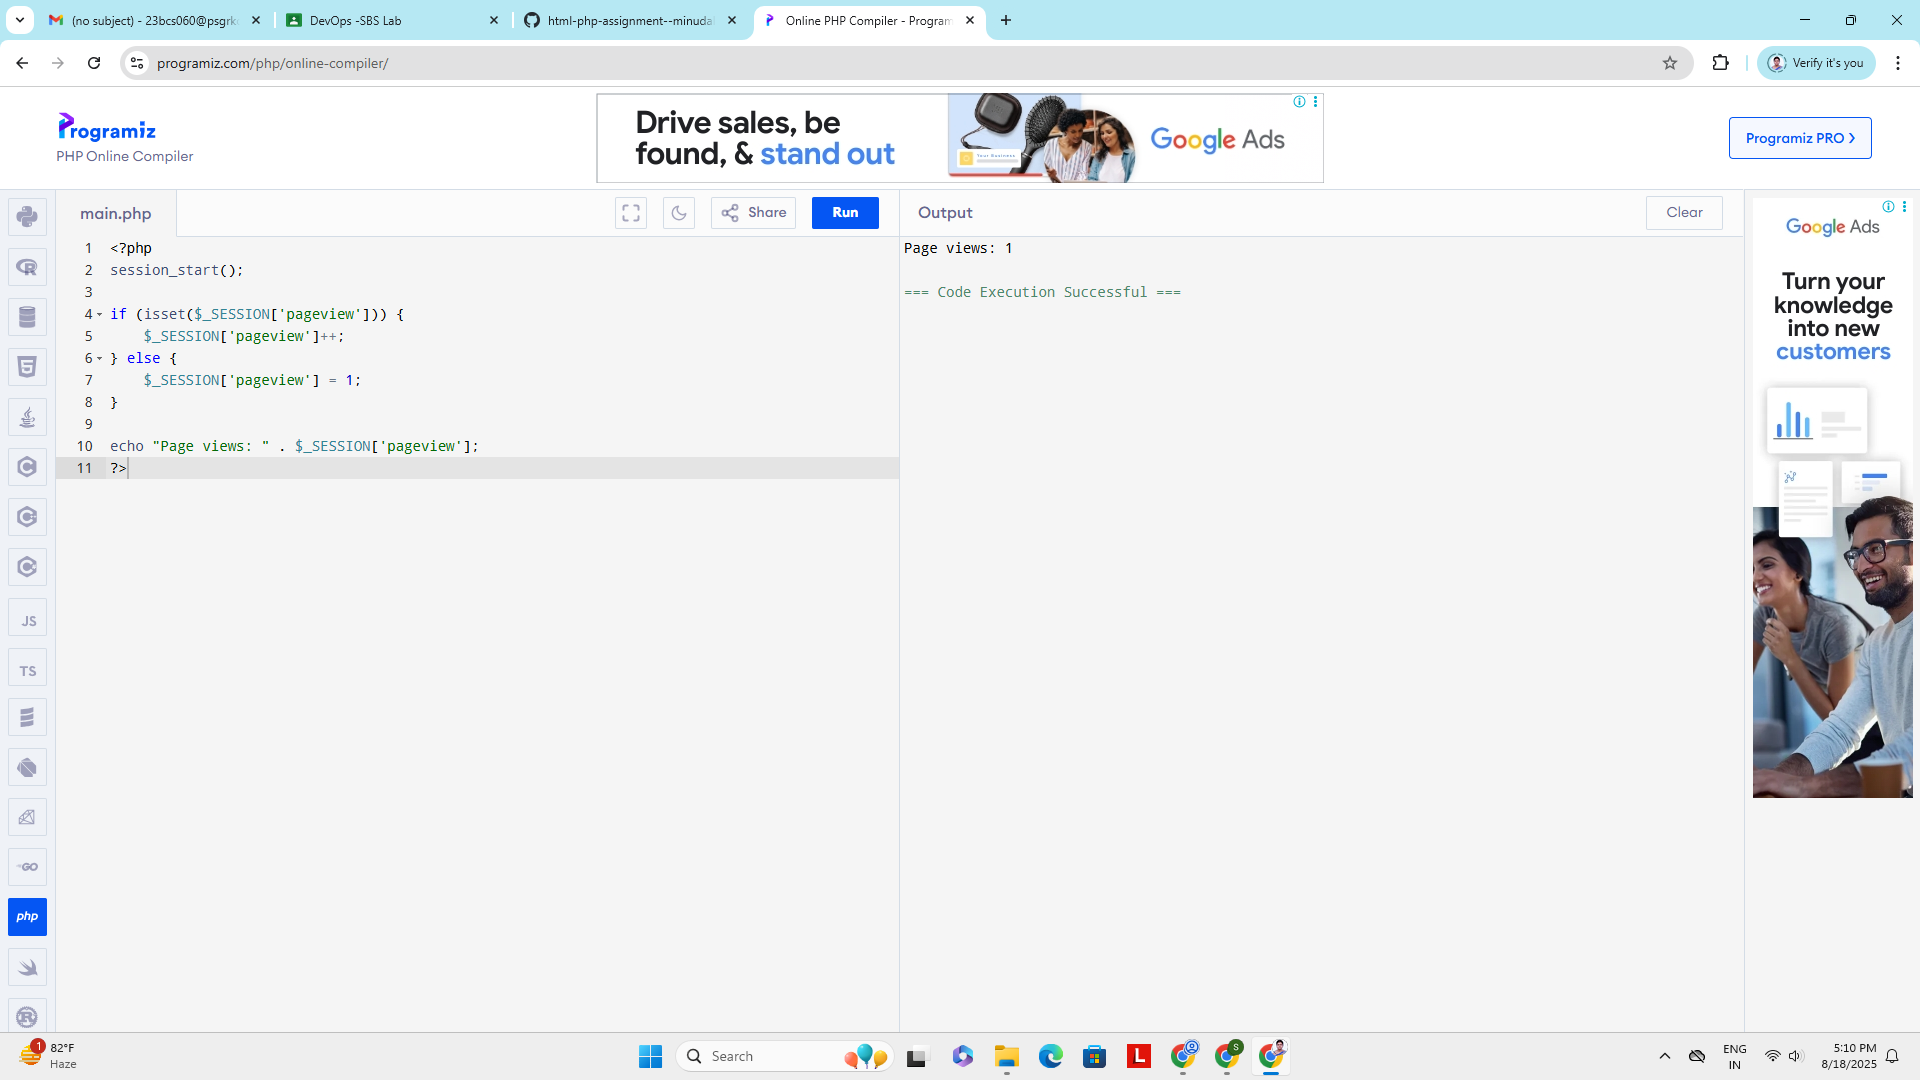 (no subject) - 23bcs060@psgrk
DevOps -SBS Lab
html-php-assignment--minuda
Online PHP Compiler - Program
programiz.com/php/online-compiler/
Verify it's you
Programiz
PHP Online Compiler
Drive sales, be
found, & stand out
Your Business
Google Ads
Programiz PRO
main.php
Share
Run
Output
Clear
1 <?php
2 session_start();
3
4 if (isset($_SESSION['pageview'])) {
5     $_SESSION['pageview']++;
6 } else {
7     $_SESSION['pageview'] = 1;
8 }
9
10 echo "Page views: " . $_SESSION['pageview'];
11 ?>
Page views: 1
=== Code Execution Successful ===
Google Ads
Turn your
knowledge
into new
customers
JS
TS
GO
php
1
82°F
Haze
Search
L
S
ENG
IN
5:10 PM
8/18/2025